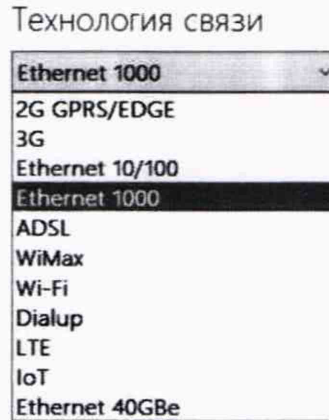 Технология связи
Ethernet 1000
2G GPRS/EDGE
3G
Ethernet 10/100
Ethernet 1000
ADSL
WiMax
Wi-Fi
Dialup
LTE
IoT
Ethernet 40GBe